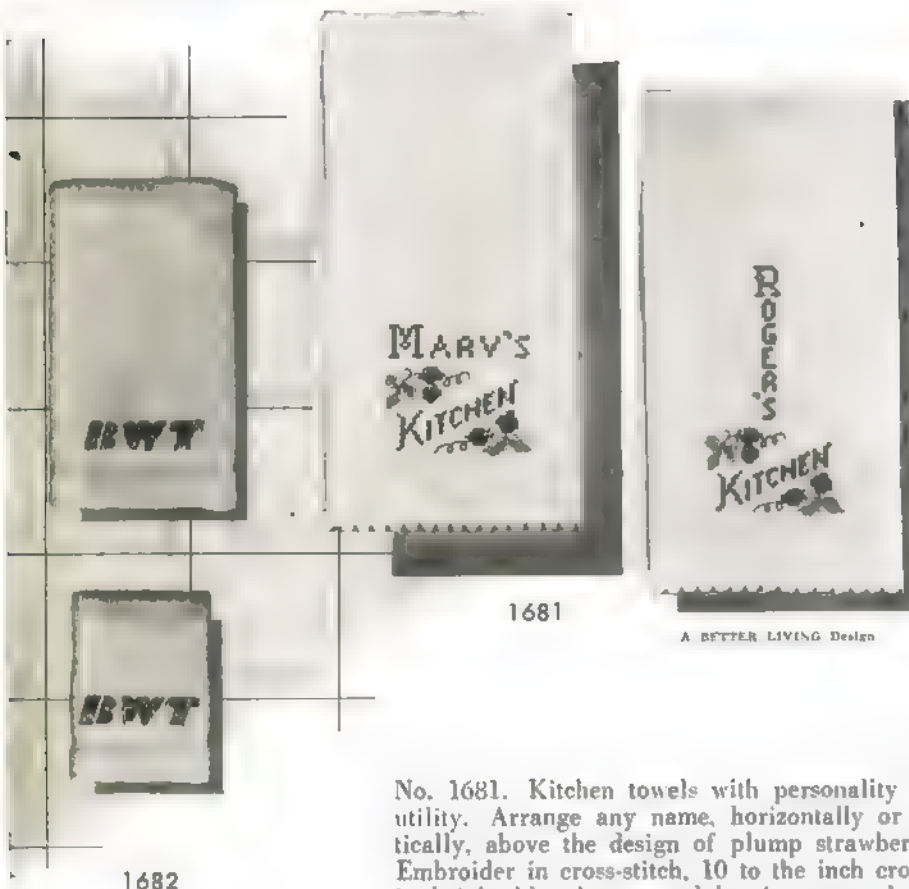 BWT
MARY'S
KITCHEN
ROGER'S
KITCHEN
1681
A BETTER LIVING Design
BWT
1682
No. 1681. Kitchen towels with personality
utility. Arrange any name, horizontally or
tically, above the design of plump strawber
Embroider in cross-stitch, 10 to the inch cro